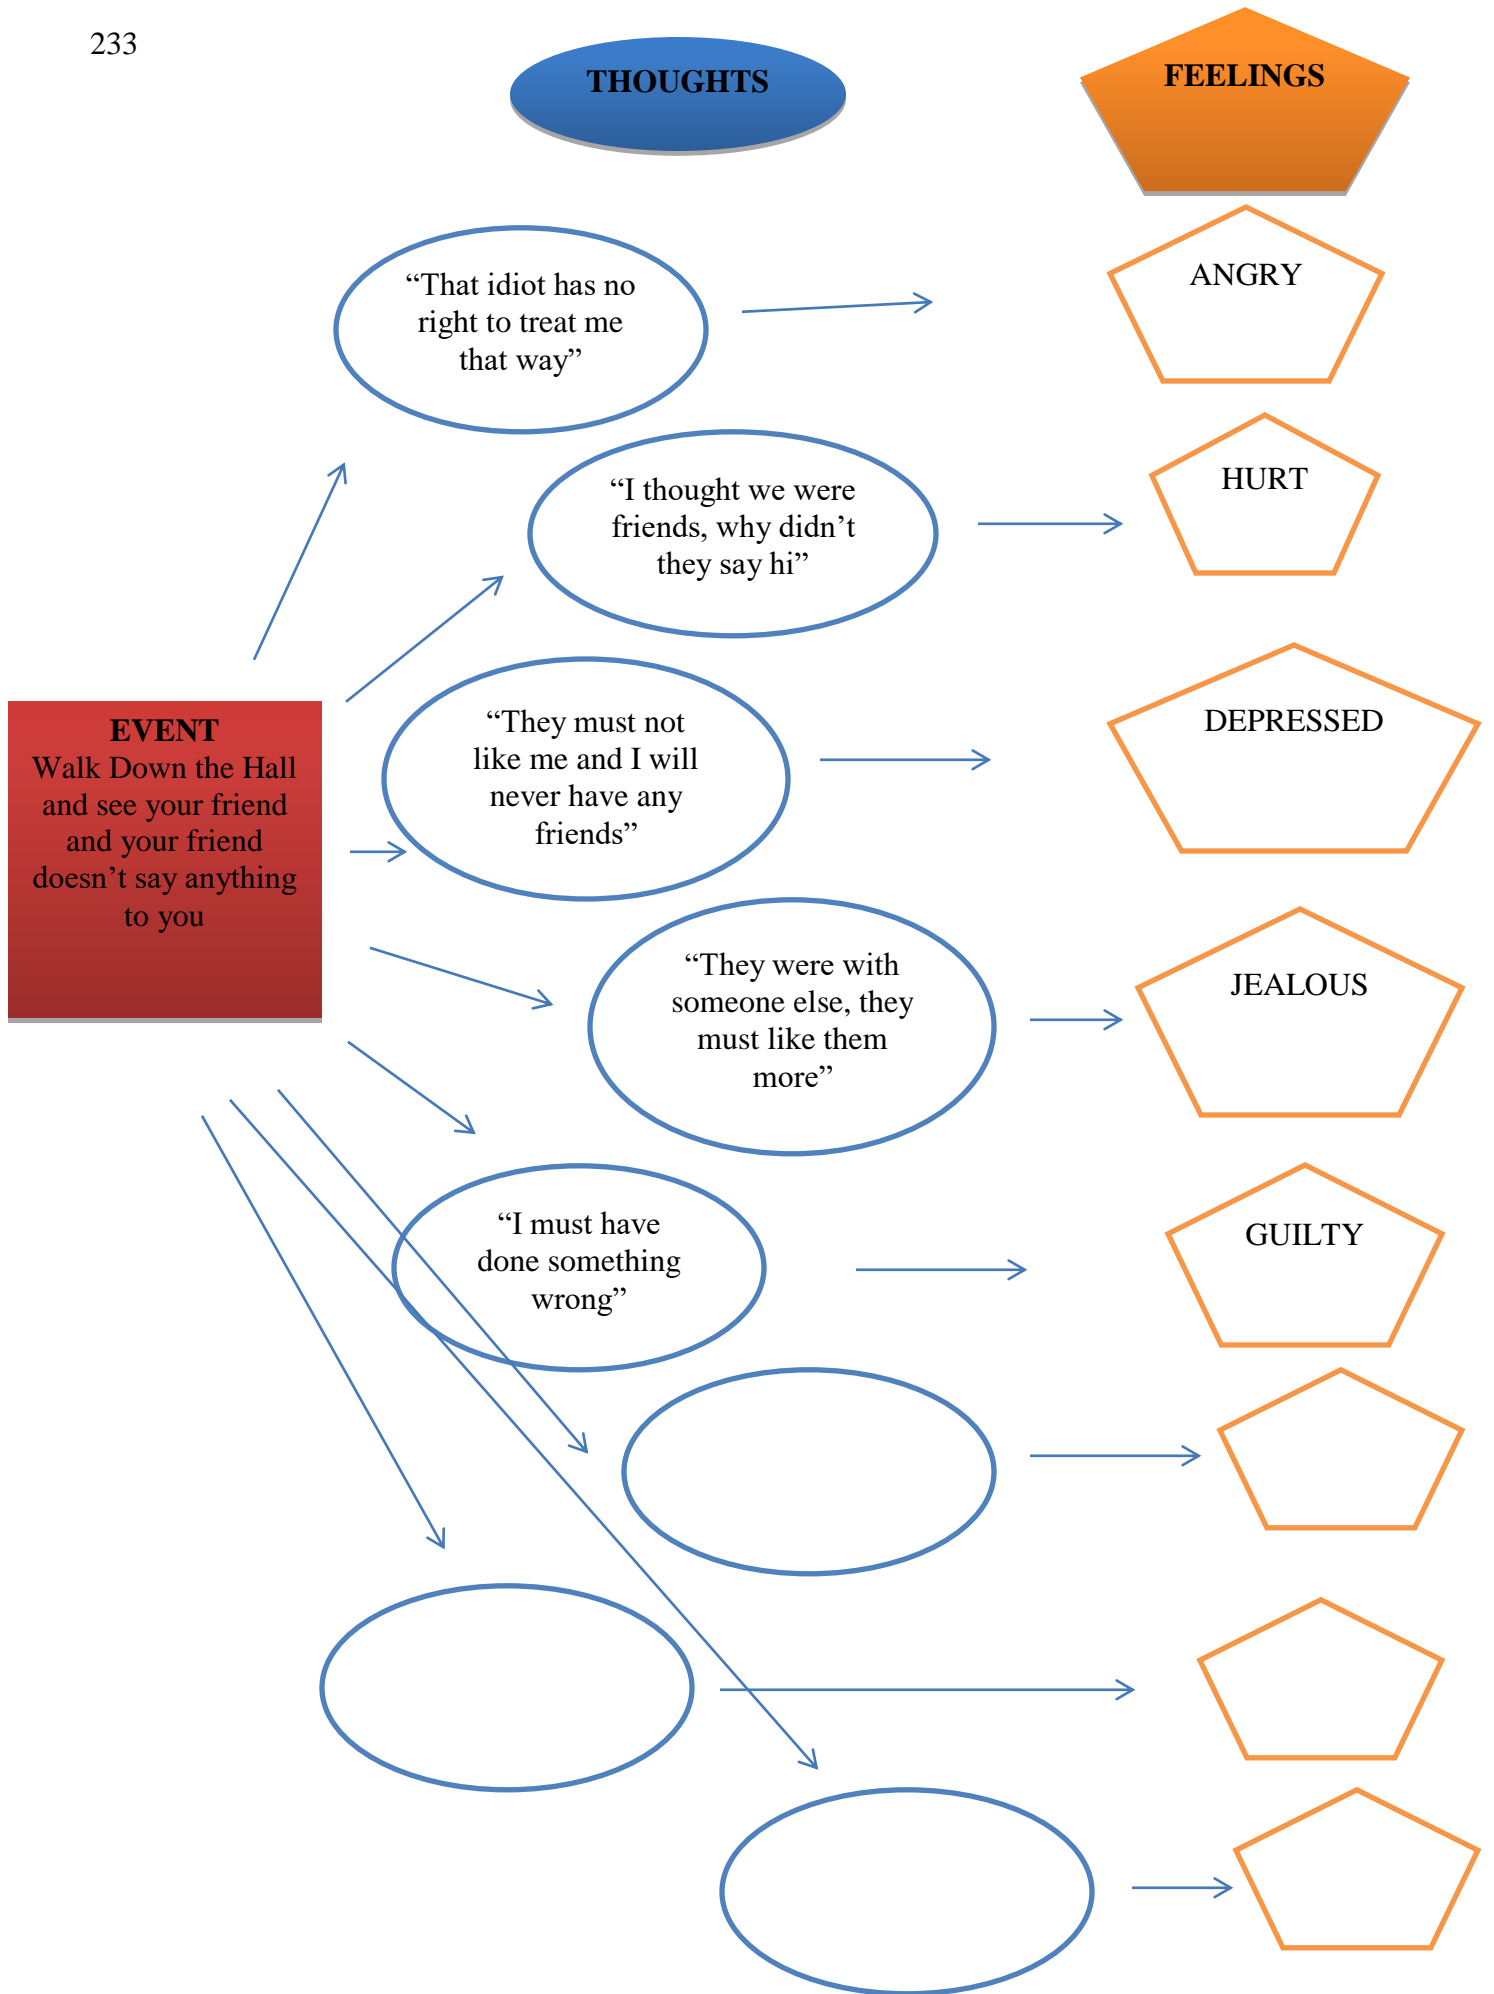 233
THOUGHTS
FEELINGS
“That idiot has no
right to treat me
that way”
ANGRY
“I thought we were
friends, why didn’t
they say hi”
HURT
EVENT
Walk Down the Hall
and see your friend
and your friend
doesn’t say anything
to you
“They must not
like me and I will
never have any
friends”
DEPRESSED
“They were with
someone else, they
must like them
more”
JEALOUS
“I must have
done something
wrong”
GUILTY